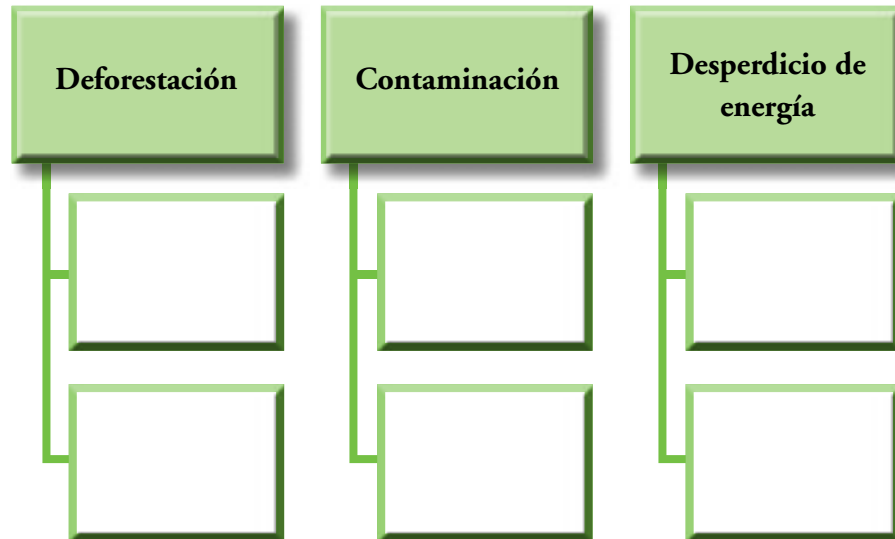 Deforestación
Contaminación
Desperdicio de
energía